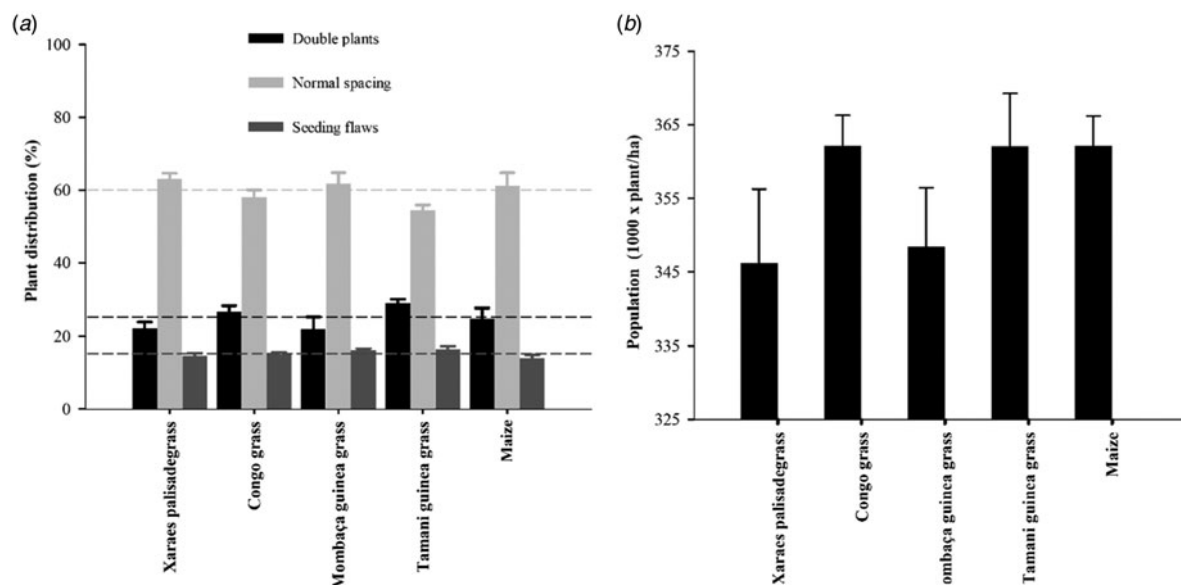 (a)
100
80
60
40
20
0
Plant distribution (%)
Double plants
Normal spacing
Seeding flaws
Xaraes palisadegrass
Congo grass
Mombaça guinea grass
Tamani guinea grass
Maize
(b)
375
365
355
345
335
325
Population (1000 x plant/ha)
Xaraes palisadegrass
Congo grass
ombaça guinea grass
Tamani guinea grass
Maize